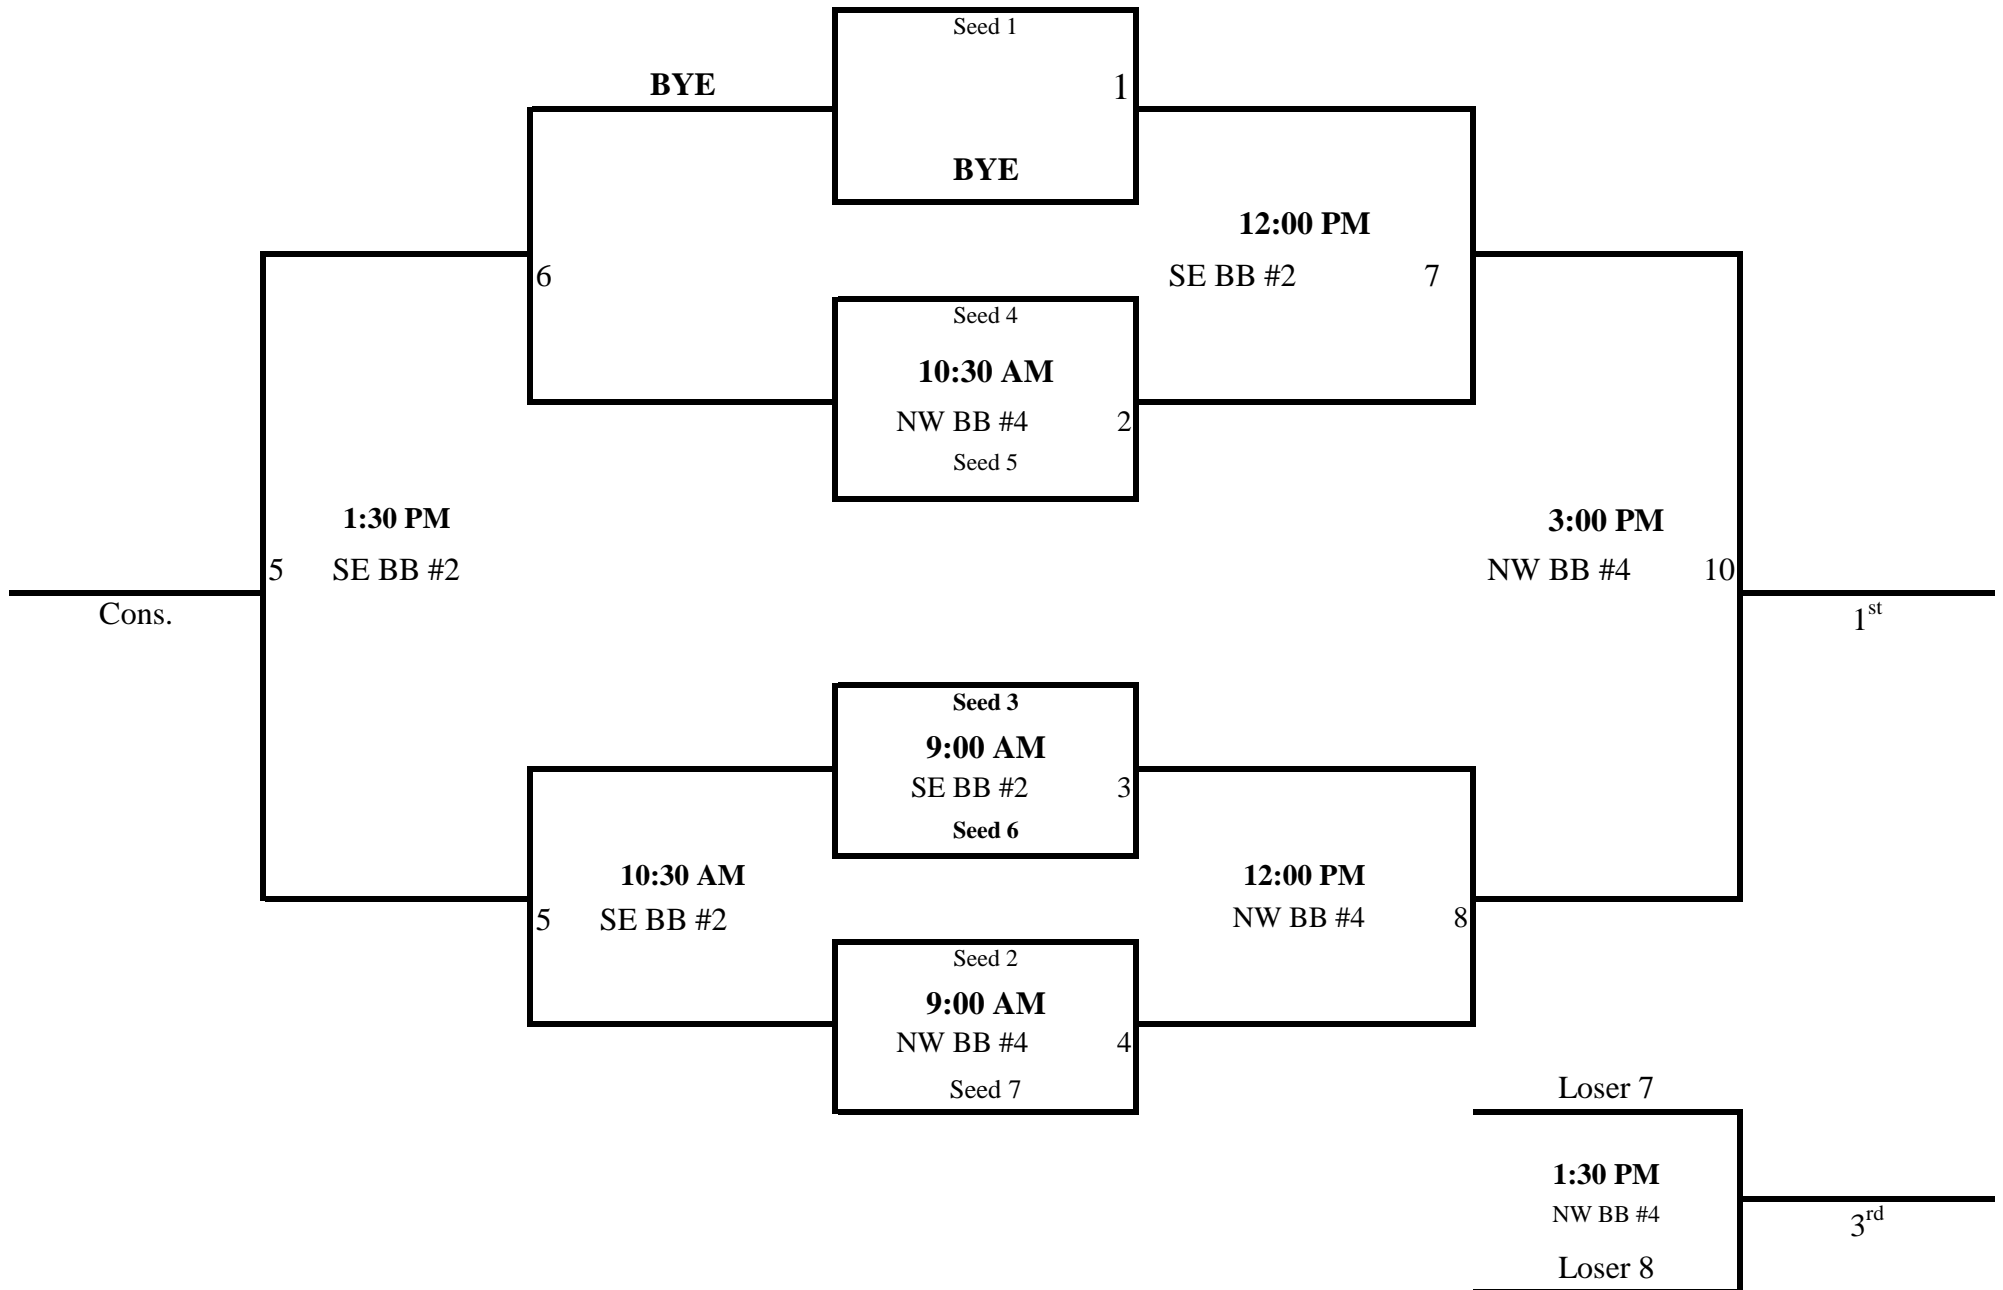 Seed 1
BYE
1
BYE
12:00 PM
SE BB #2 7
6
Seed 4
10:30 AM
NW BB #4 2
Seed 5
1:30 PM
5 SE BB #2
Cons.
3:00 PM
NW BB #4 10
1st
Seed 3
9:00 AM
SE BB #2 3
Seed 6
10:30 AM
5 SE BB #2
12:00 PM
NW BB #4 8
Seed 2
9:00 AM
NW BB #4 4
Seed 7
Loser 7
1:30 PM
NW BB #4
3rd
Loser 8